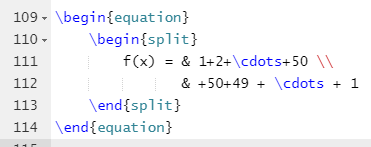 109 \begin{equation}
110 \begin{split}
111 f(x) = & 1+2+\cdots+50 \\
112 & +50+49 + \cdots + 1
113 \end{split}
114 \end{equation}